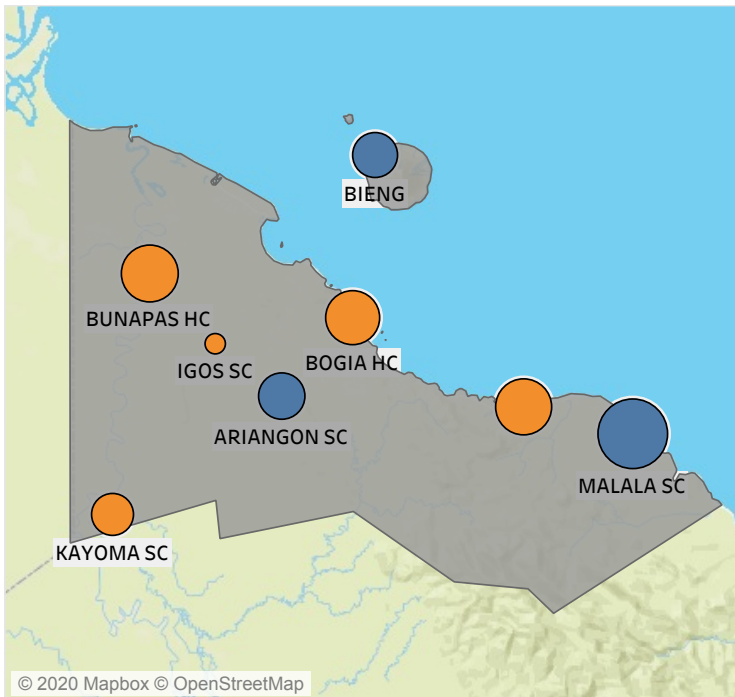 BIENG
BUNAPAS HC
IGOS SC
BOGIA HC
ARIANGON SC
MALALA SC
KAYOMA SC
© 2020 Mapbox © OpenStreetMap